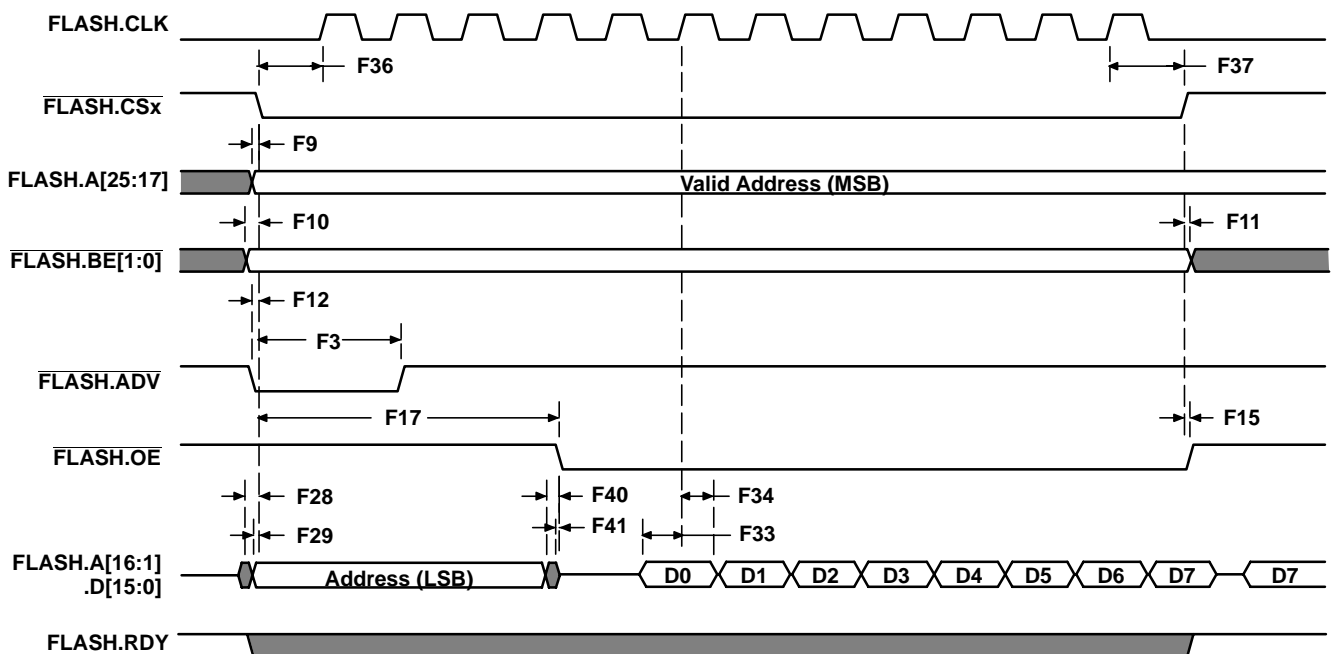 FLASH.CLK
F36
F37
FLASH.CSx
F9
FLASH.A[25:17]
Valid Address (MSB)
F10
F11
FLASH.BE[1:0]
F12
F3
FLASH.ADV
F17
F15
FLASH.OE
F28
F40
F34
F29
F41
F33
FLASH.A[16:1]
.D[15:0]
Address (LSB)
D0
D1
D2
D3
D4
D5
D6
D7
D7
FLASH.RDY